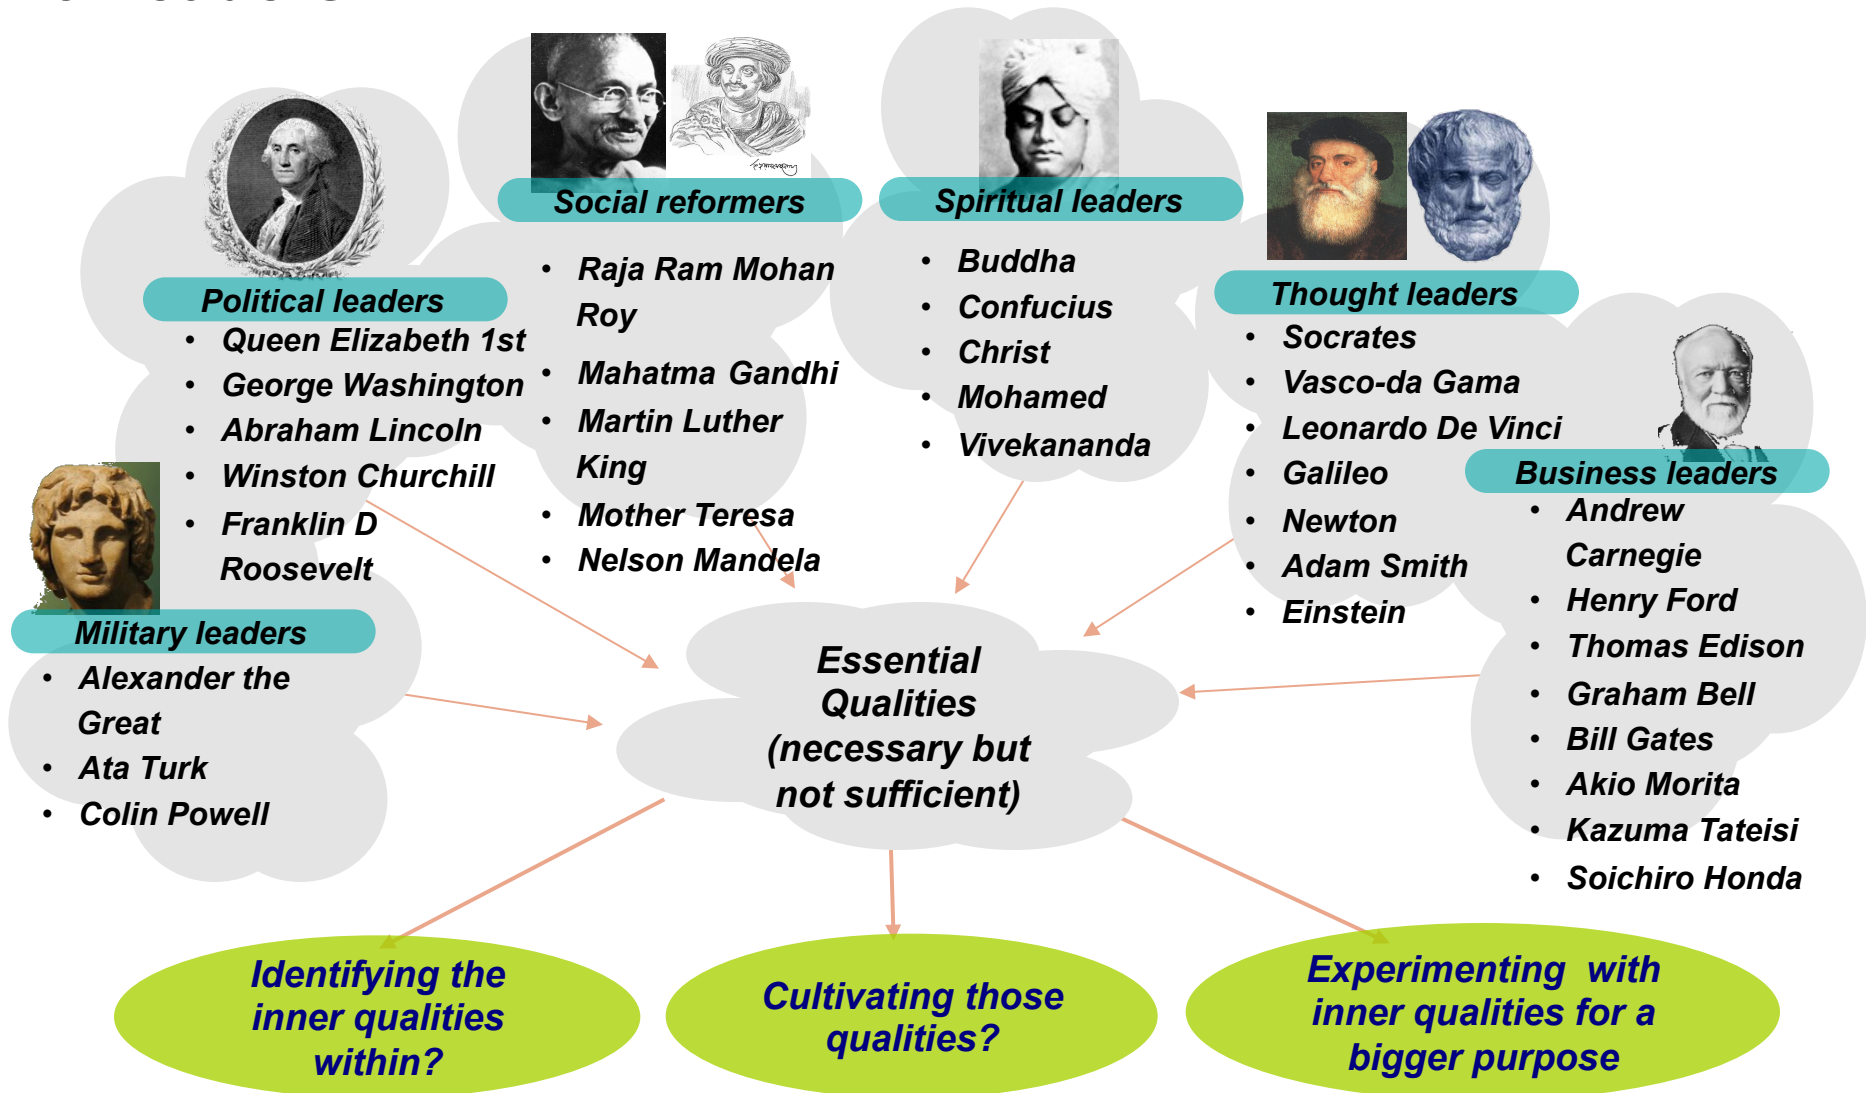 Social reformers
Spiritual leaders
Political leaders
Thought leaders
Business leaders
Military leaders
• Queen Elizabeth 1st
• George Washington
• Abraham Lincoln
• Winston Churchill
• Franklin D
Roosevelt
• Raja Ram Mohan
Roy
• Mahatma Gandhi
• Martin Luther
King
• Mother Teresa
• Nelson Mandela
• Buddha
• Confucius
• Christ
• Mohamed
• Vivekananda
• Socrates
• Vasco-da Gama
• Leonardo De Vinci
• Galileo
• Newton
• Adam Smith
• Einstein
• Andrew
Carnegie
• Henry Ford
• Thomas Edison
• Graham Bell
• Bill Gates
• Akio Morita
• Kazuma Tateisi
• Soichiro Honda
• Alexander the
Great
• Ata Turk
• Colin Powell
Essential
Qualities
(necessary but
not sufficient)
Identifying the
inner qualities
within?
Cultivating those
qualities?
Experimenting with
inner qualities for a
bigger purpose